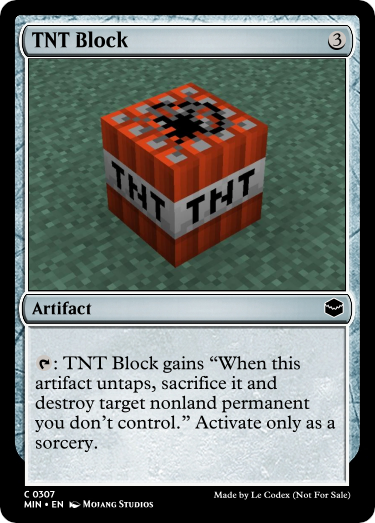 TNT Block 3
TNT TNT
Artifact
: TNT Block gains “When this
artifact untaps, sacrifice it and
destroy target nonland permanent
you don’t control.” Activate only as a
sorcery.
C 0307
MIN • EN Mojang Studios
Made by Le Codex (Not For Sale)